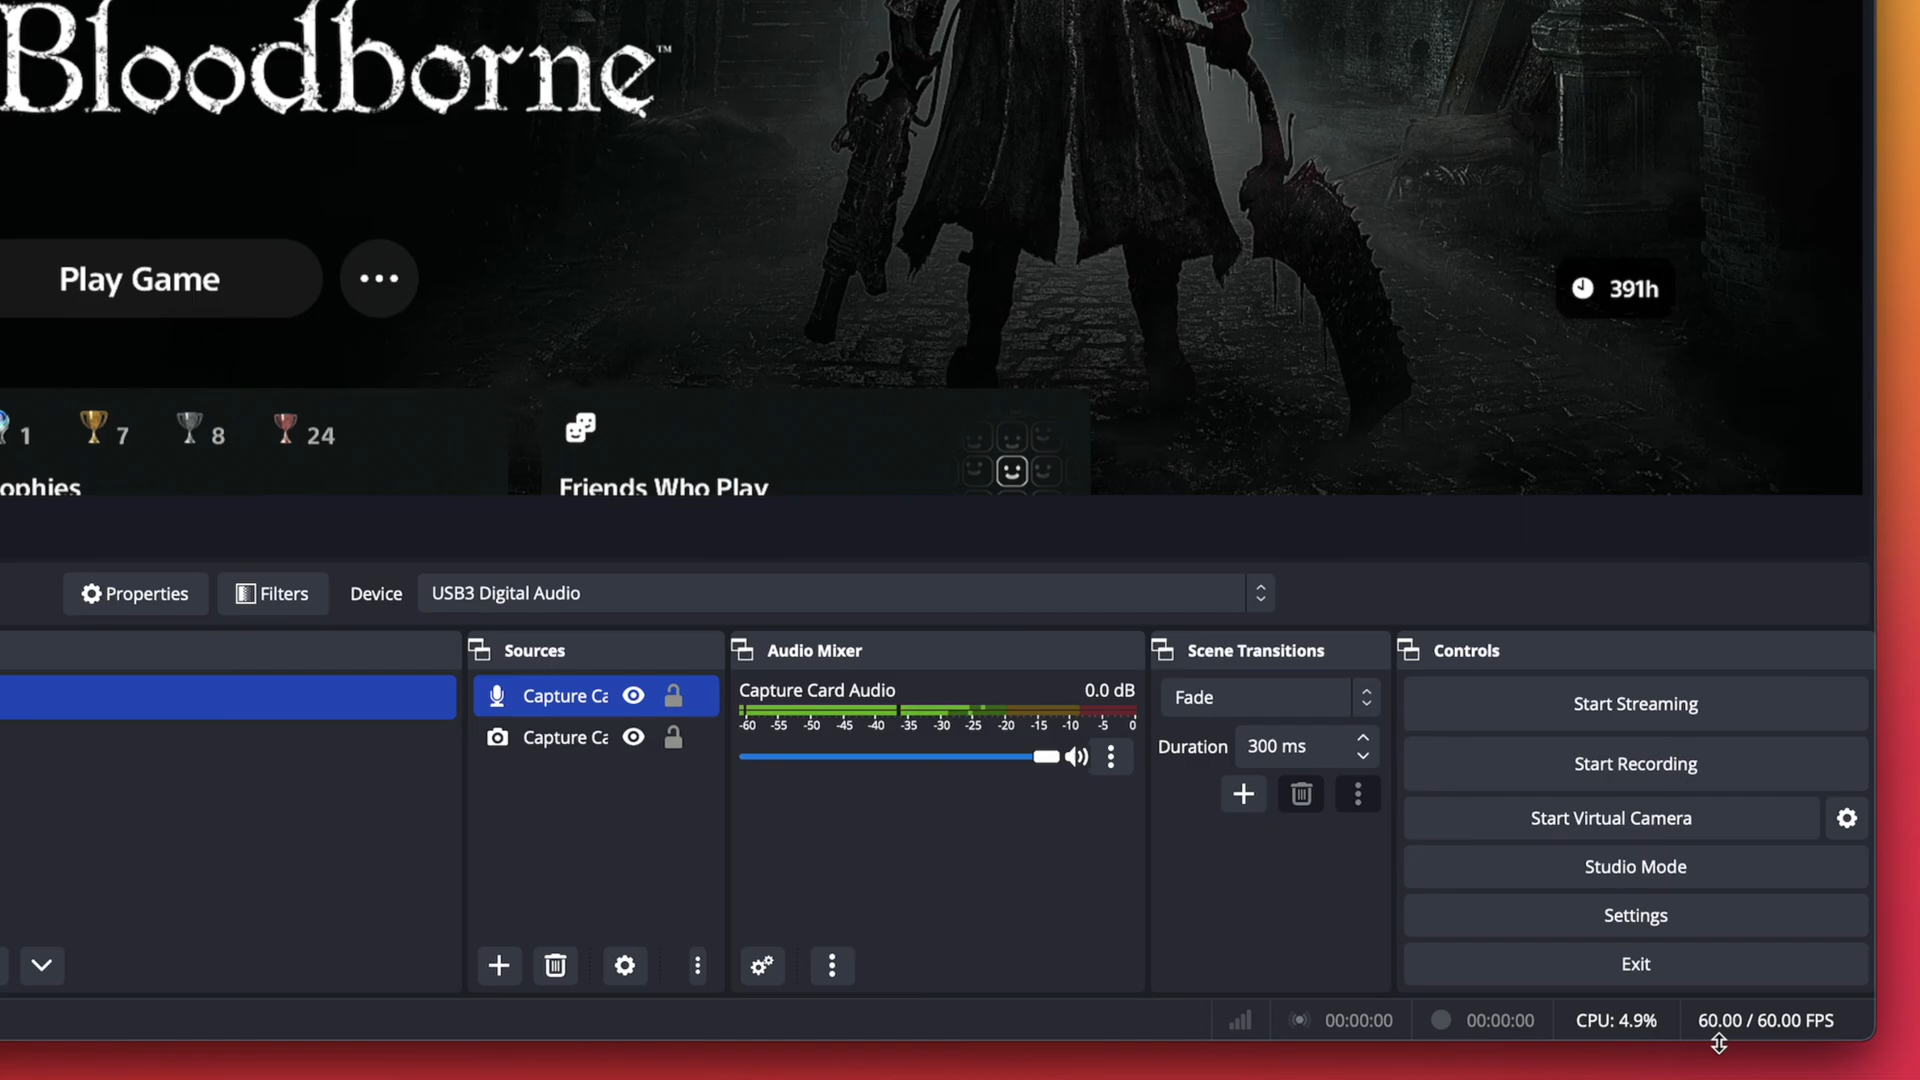 Bloodborne™
Play Game
391h
1 7 8 24
ophies
Friends Who Play
Properties Filters Device USB3 Digital Audio
Sources Audio Mixer Scene Transitions Controls
Capture Ca
Capture Ca
Capture Card Audio 0.0 dB
-60 -55 -50 -45 -40 -35 -30 -25 -20 -15 -10 -5 0
Fade
Duration 300 ms
Start Streaming
Start Recording
Start Virtual Camera
Studio Mode
Settings
Exit
00:00:00 00:00:00 CPU: 4.9% 60.00 / 60.00 FPS